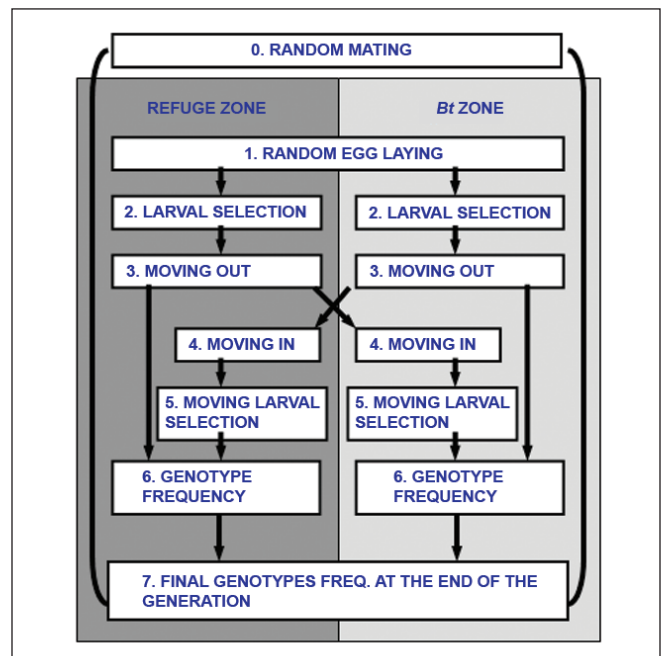 0. RANDOM MATING
REFUGE ZONE
Bt ZONE
1. RANDOM EGG LAYING
2. LARVAL SELECTION
2. LARVAL SELECTION
3. MOVING OUT
3. MOVING OUT
4. MOVING IN
4. MOVING IN
5. MOVING LARVAL
SELECTION
5. MOVING LARVAL
SELECTION
6. GENOTYPE
FREQUENCY
6. GENOTYPE
FREQUENCY
7. FINAL GENOTYPES FREQ. AT THE END OF THE
GENERATION